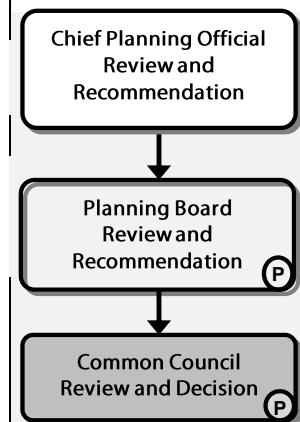 Chief Planning Official
Review and
Recommendation
Planning Board
Review and
Recommendation
P
Common Council
Review and Decision
P